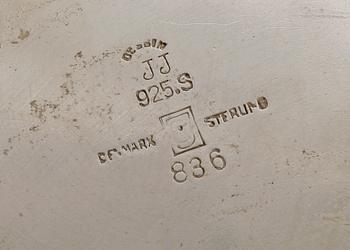 DESSIN
JJ
925.S
DENMARK STERLING
836